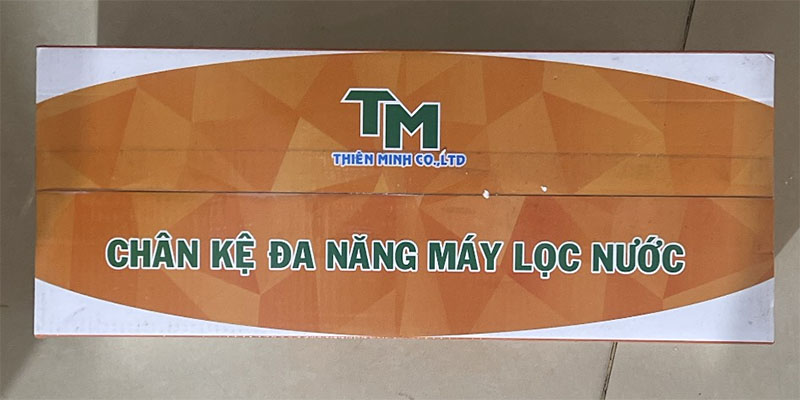 TM
THIÊN MINH CO.,LTD
CHÂN KỆ ĐA NĂNG MÁY LỌC NƯỚC